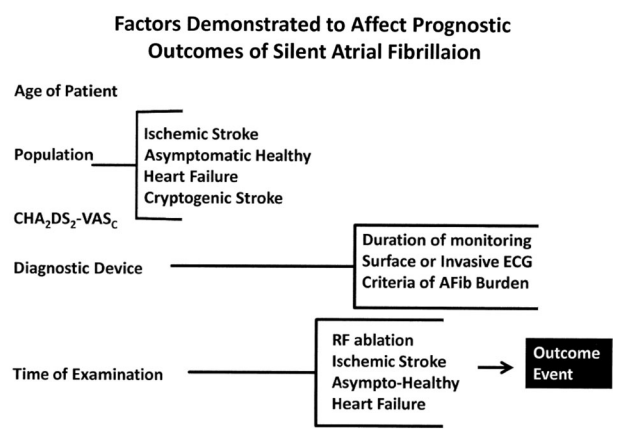 Factors Demonstrated to Affect Prognostic
Outcomes of Silent Atrial Fibrillaion
Age of Patient
Population
Ischemic Stroke
Asymptomatic Healthy
Heart Failure
Cryptogenic Stroke
CHA₂DS₂-VASc
Diagnostic Device
Duration of monitoring
Surface or Invasive ECG
Criteria of AFib Burden
Time of Examination
RF ablation
Ischemic Stroke
Asympto-Healthy
Heart Failure
Outcome
Event